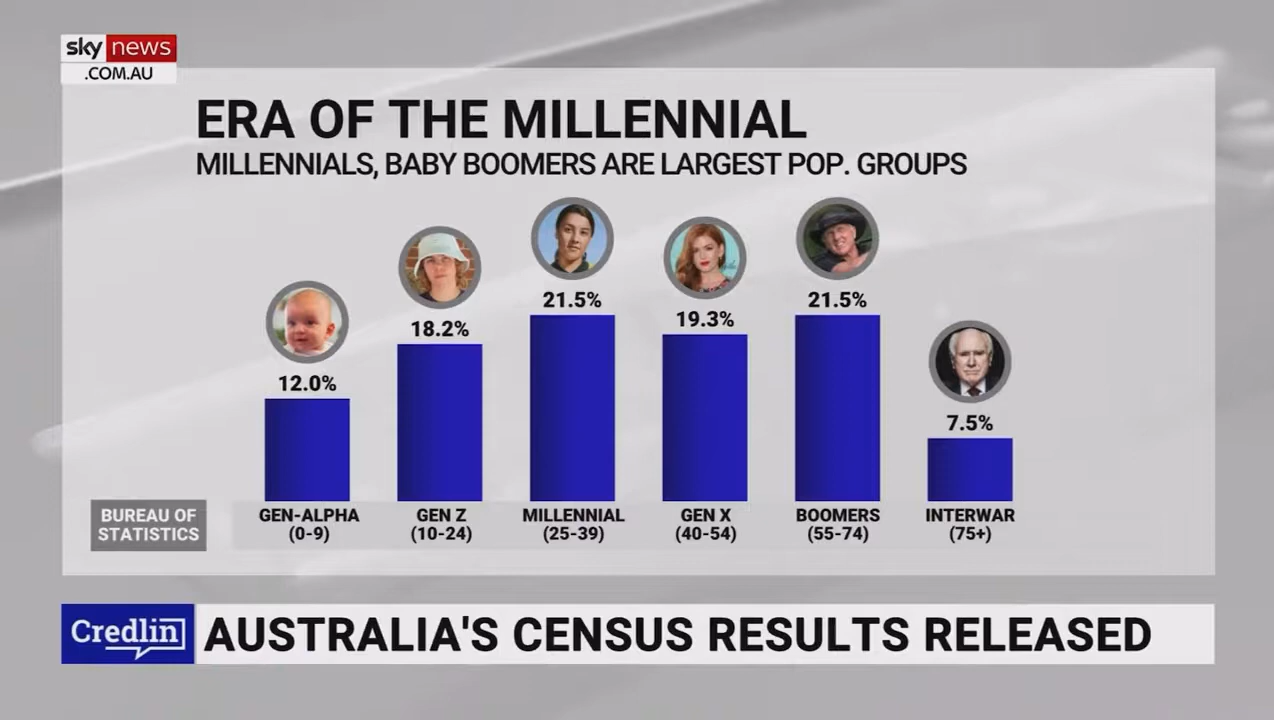 sky news
.COM.AU
ERA OF THE MILLENNIAL
MILLENNIALS, BABY BOOMERS ARE LARGEST POP. GROUPS
12.0%
18.2%
21.5%
19.3%
21.5%
7.5%
BUREAU OF
STATISTICS
GEN-ALPHA
(0-9)
GEN Z
(10-24)
MILLENNIAL
(25-39)
GEN X
(40-54)
BOOMERS
(55-74)
INTERWAR
(75+)
Credlin
AUSTRALIA'S CENSUS RESULTS RELEASED